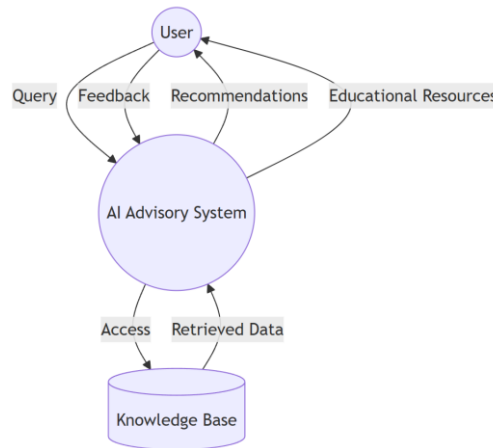 User
Query
Feedback
Recommendations
Educational Resources
AI Advisory System
Access
Retrieved Data
Knowledge Base